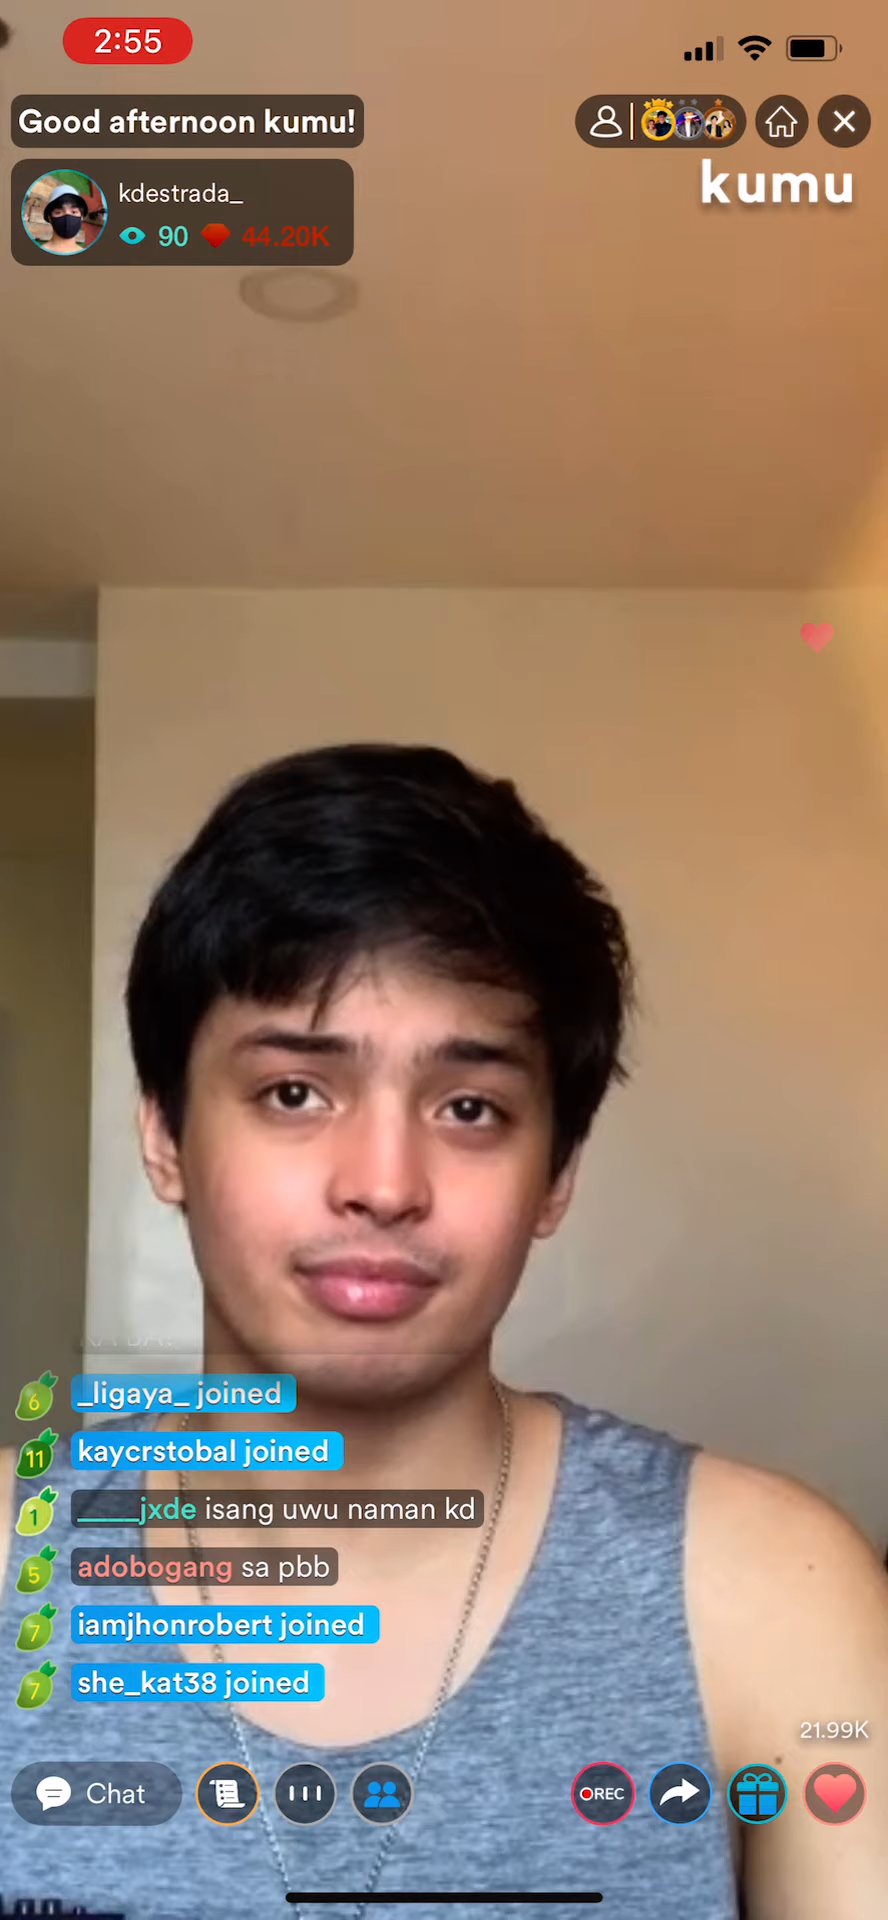 2:55
Good afternoon kumu!
kumu
kdestrada_
90 44.20K
_ligaya_ joined
6
kaycrstobal joined
11
____jxde isang uwu naman kd
1
adobogang sa pbb
5
iamjhonrobert joined
7
she_kat38 joined
7
21.99K
Chat
REC